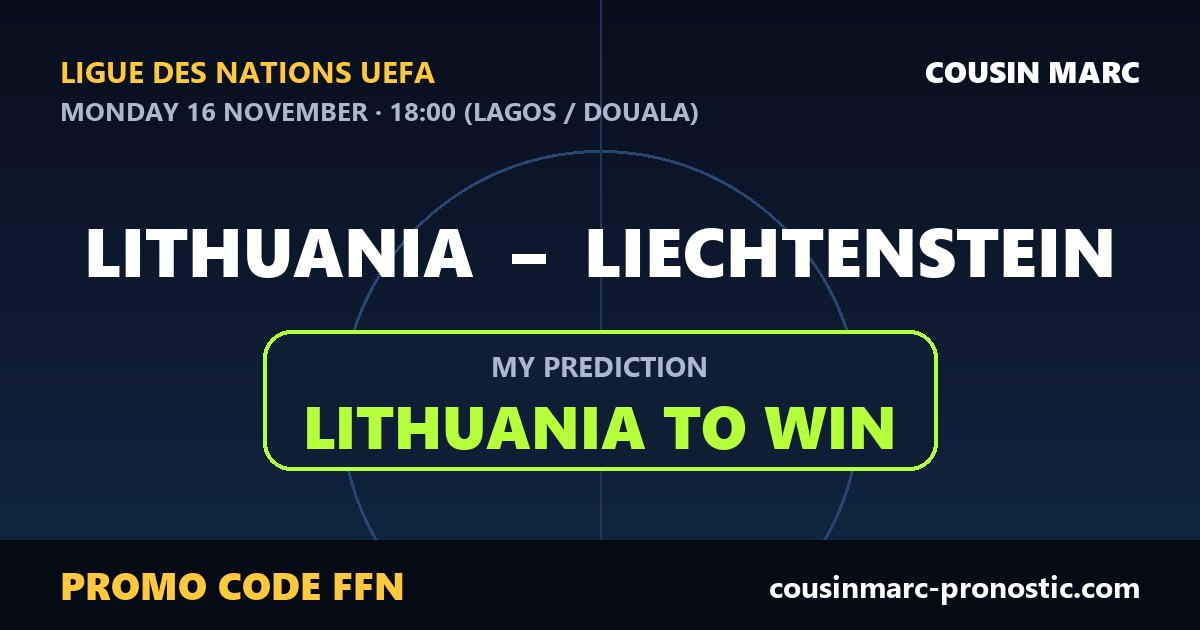 LIGUE DES NATIONS UEFA
COUSIN MARC
MONDAY 16 NOVEMBER · 18:00 (LAGOS / DOUALA)
LITHUANIA – LIECHTENSTEIN
MY PREDICTION
LITHUANIA TO WIN
PROMO CODE FFN
cousinmarc-pronostic.com